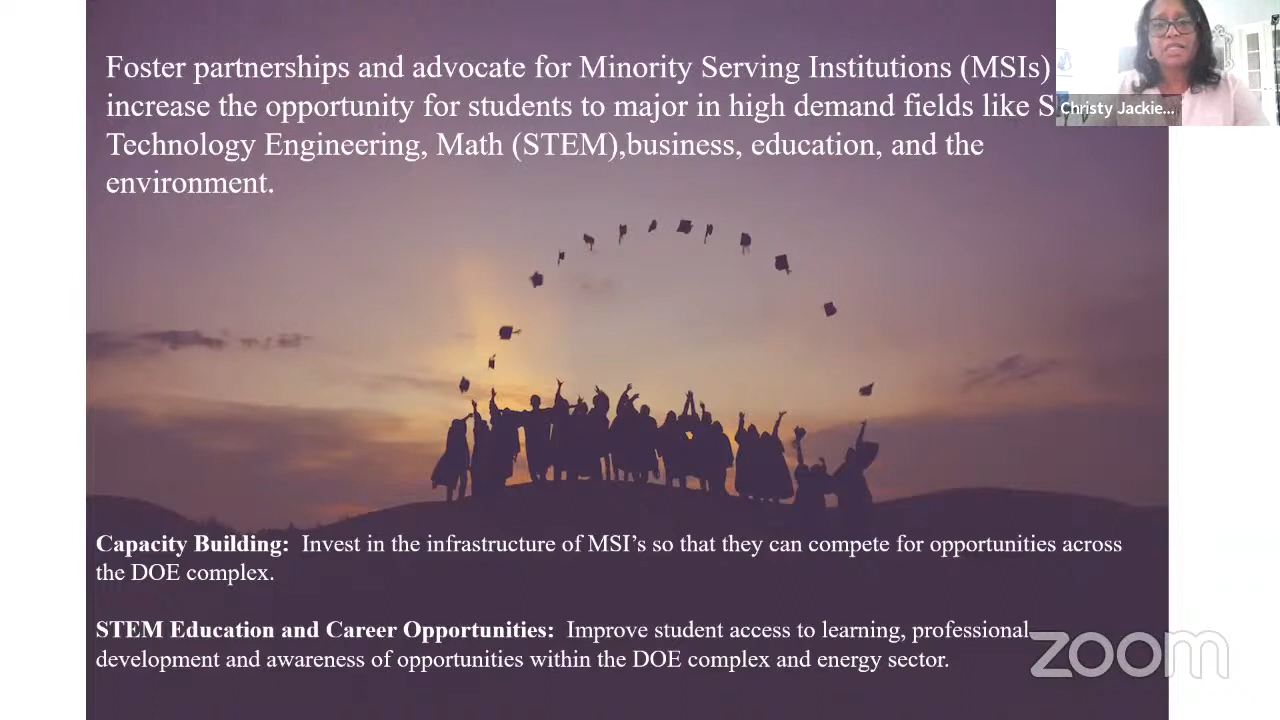 Foster partnerships and advocate for Minority Serving Institutions (MSIs)
increase the opportunity for students to major in high demand fields like S
Technology Engineering, Math (STEM),business, education, and the
environment.
Christy Jackie...
Capacity Building: Invest in the infrastructure of MSI's so that they can compete for opportunities across
the DOE complex.
STEM Education and Career Opportunities: Improve student access to learning, professional
development and awareness of opportunities within the DOE complex and energy sector.
zoom